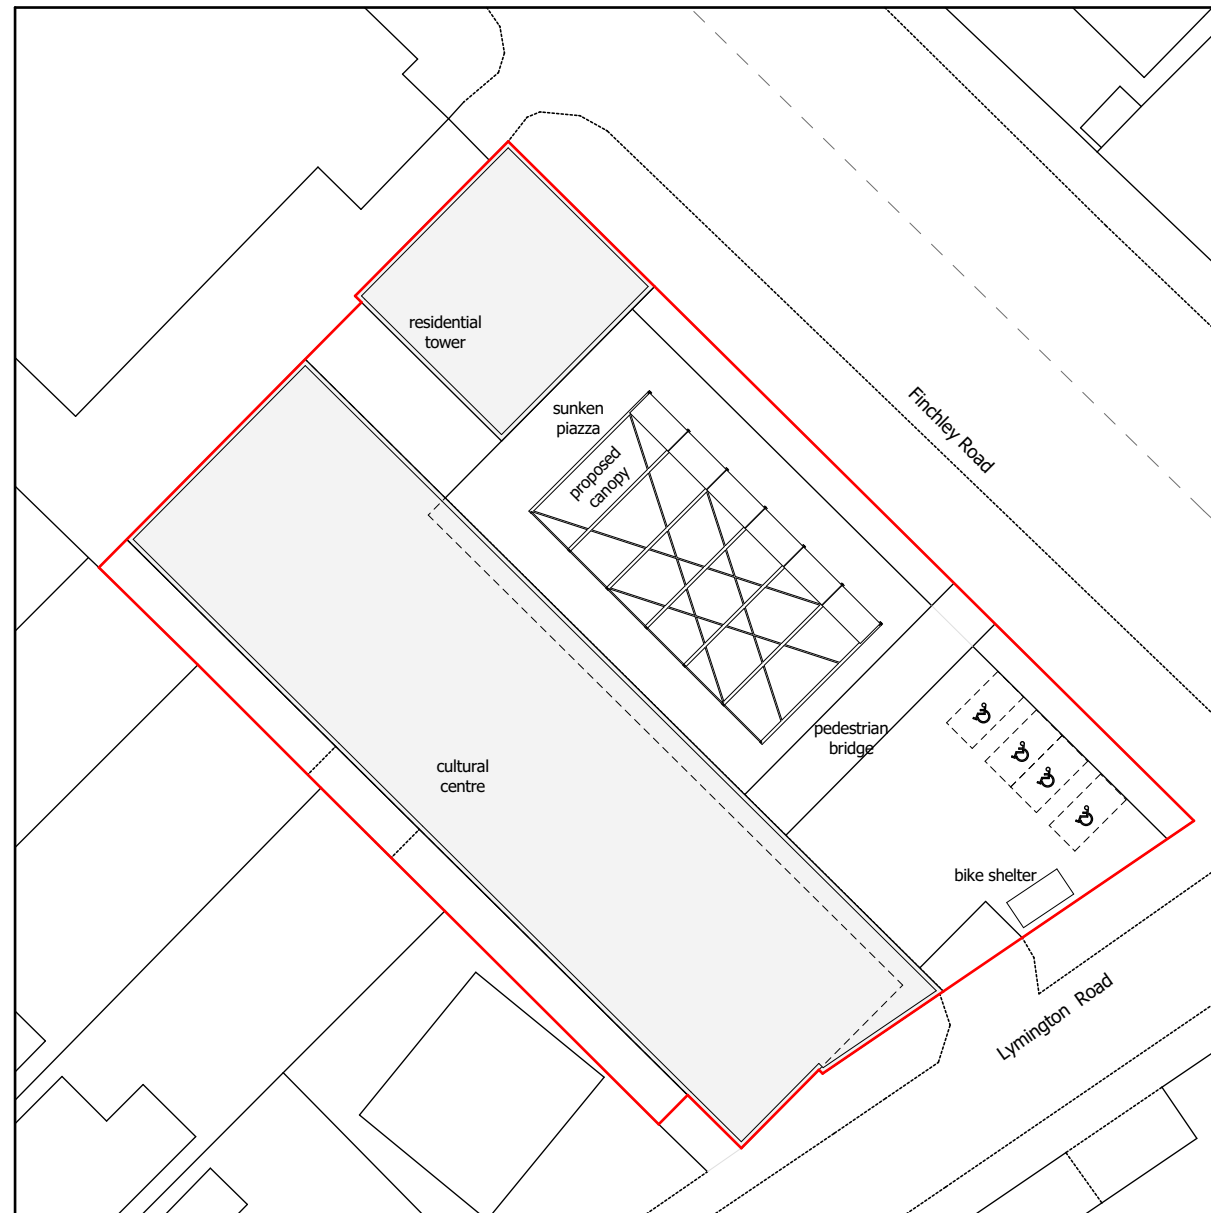 residential
tower
Finchley Road
sunken
piazza
proposed
canopy
pedestrian
bridge
cultural
centre
bike shelter
Lymington Road